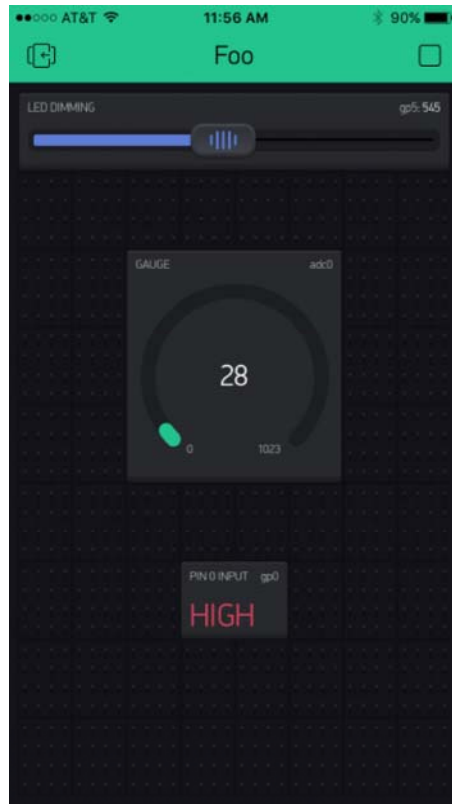 AT&T 11:56 AM 90%
Foo
LED DIMMING gp5: 545
GAUGE adc0
28
0 1023
PIN 0 INPUT gp0
HIGH